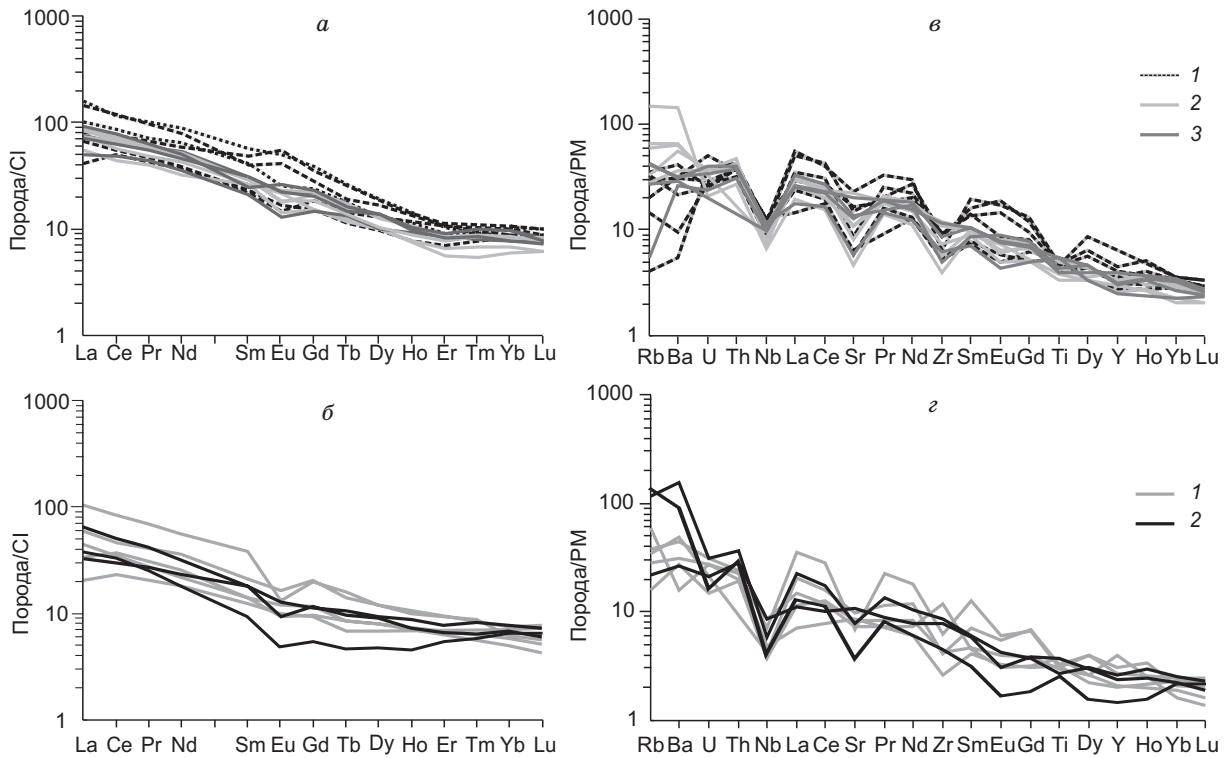 а
1000
100
10
1
Порода/CI
La Ce Pr Nd Sm Eu Gd Tb Dy Ho Er Tm Yb Lu
в
1000
100
10
1
Порода/PM
Rb Ba U Th Nb La Ce Sr Pr Nd Zr Sm Eu Gd Ti Dy Y Ho Yb Lu
1
2
3
б
1000
100
10
1
Порода/CI
La Ce Pr Nd Sm Eu Gd Tb Dy Ho Er Tm Yb Lu
г
1000
100
10
1
Порода/PM
Rb Ba U Th Nb La Ce Sr Pr Nd Zr Sm Eu Gd Ti Dy Y Ho Yb Lu
1
2